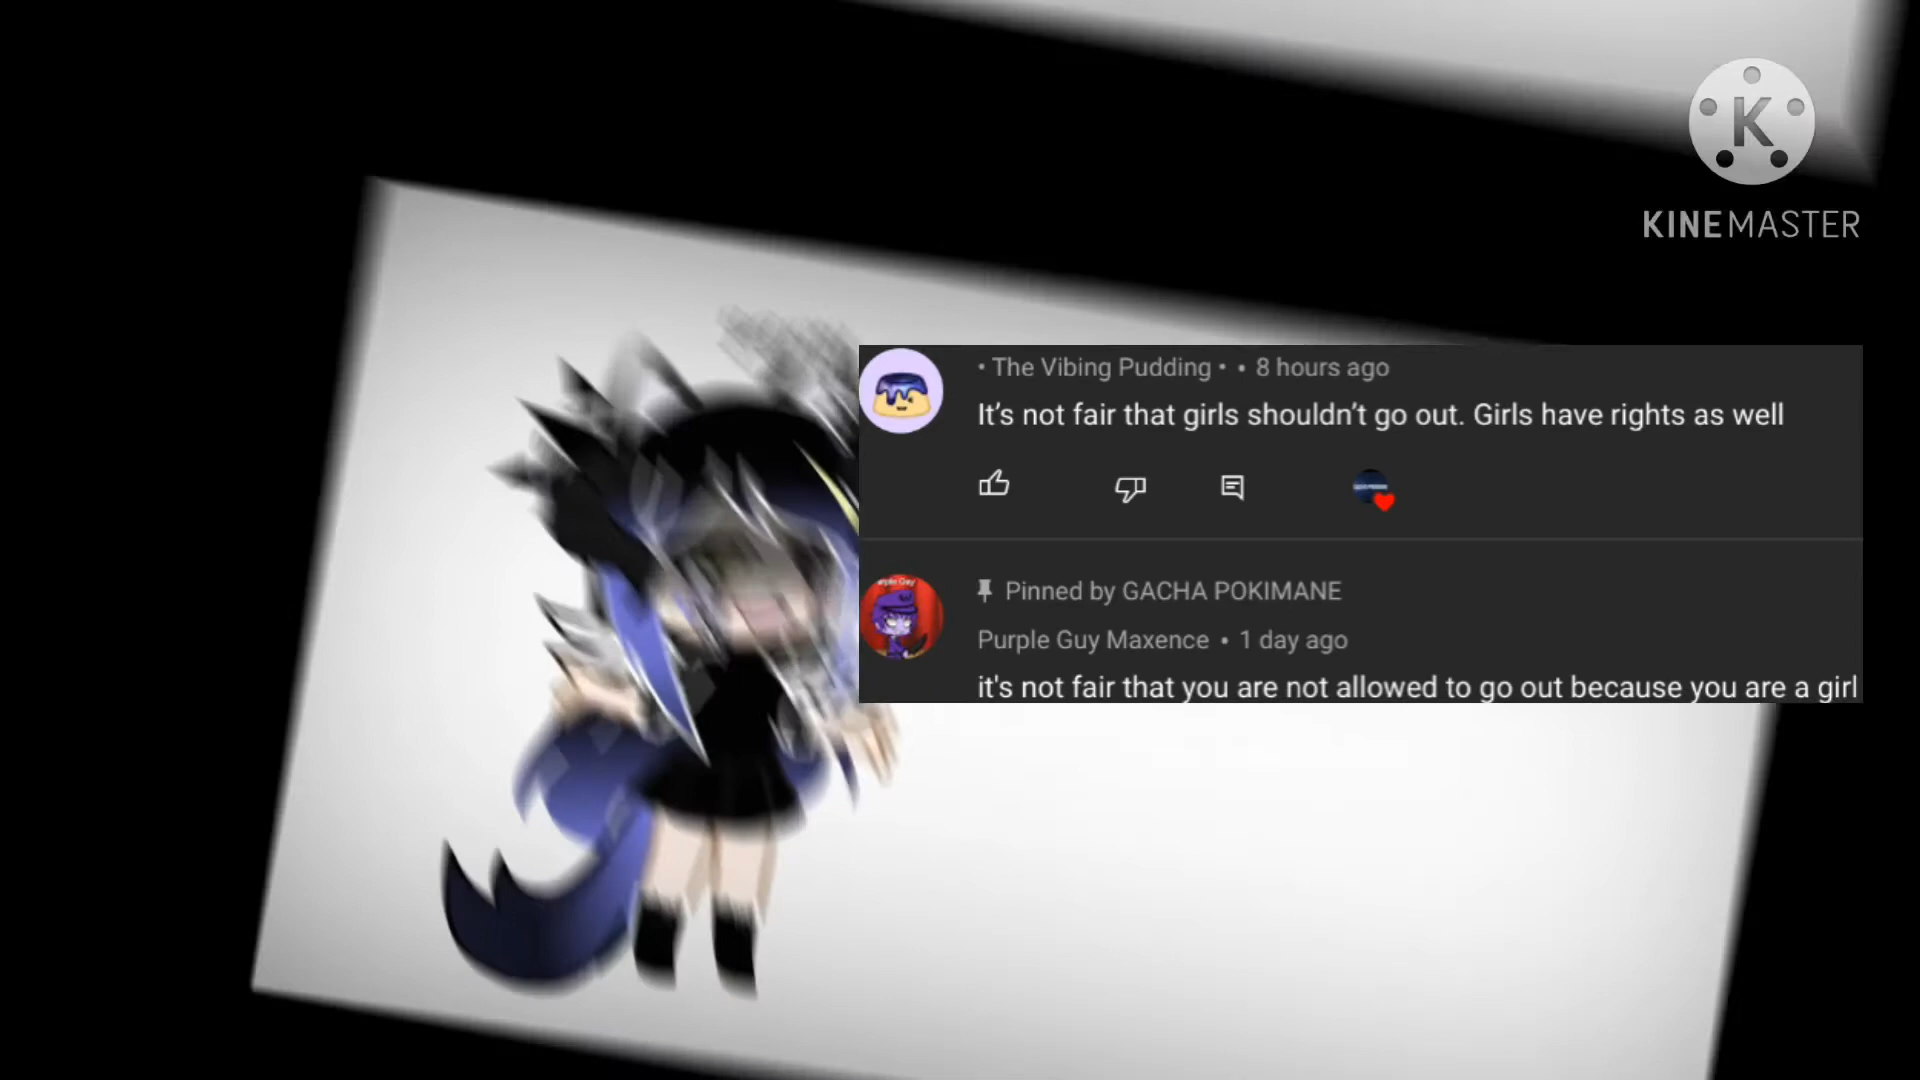 K
KINEMASTER
• The Vibing Pudding • • 8 hours ago
It’s not fair that girls shouldn’t go out. Girls have rights as well
Pinned by GACHA POKIMANE
Purple Guy Maxence • 1 day ago
it's not fair that you are not allowed to go out because you are a girl